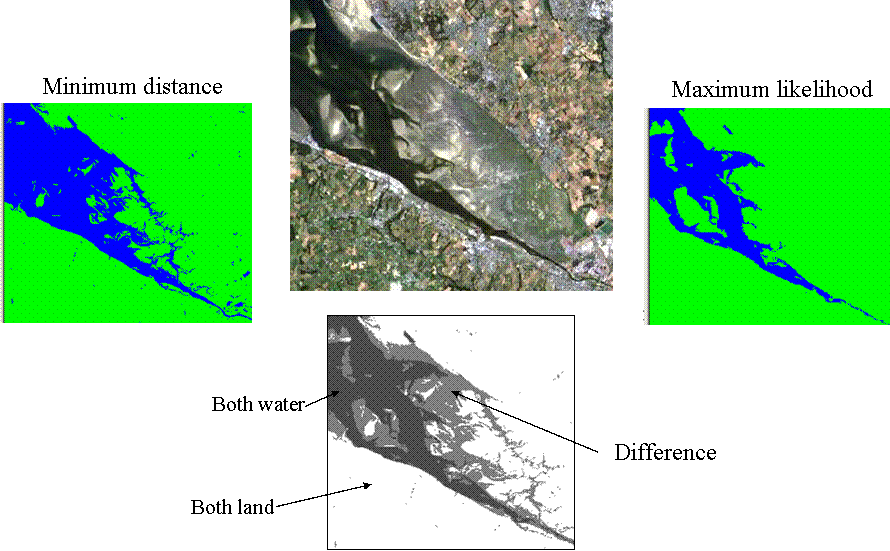 Minimum distance
Maximum likelihood
Both water
Difference
Both land